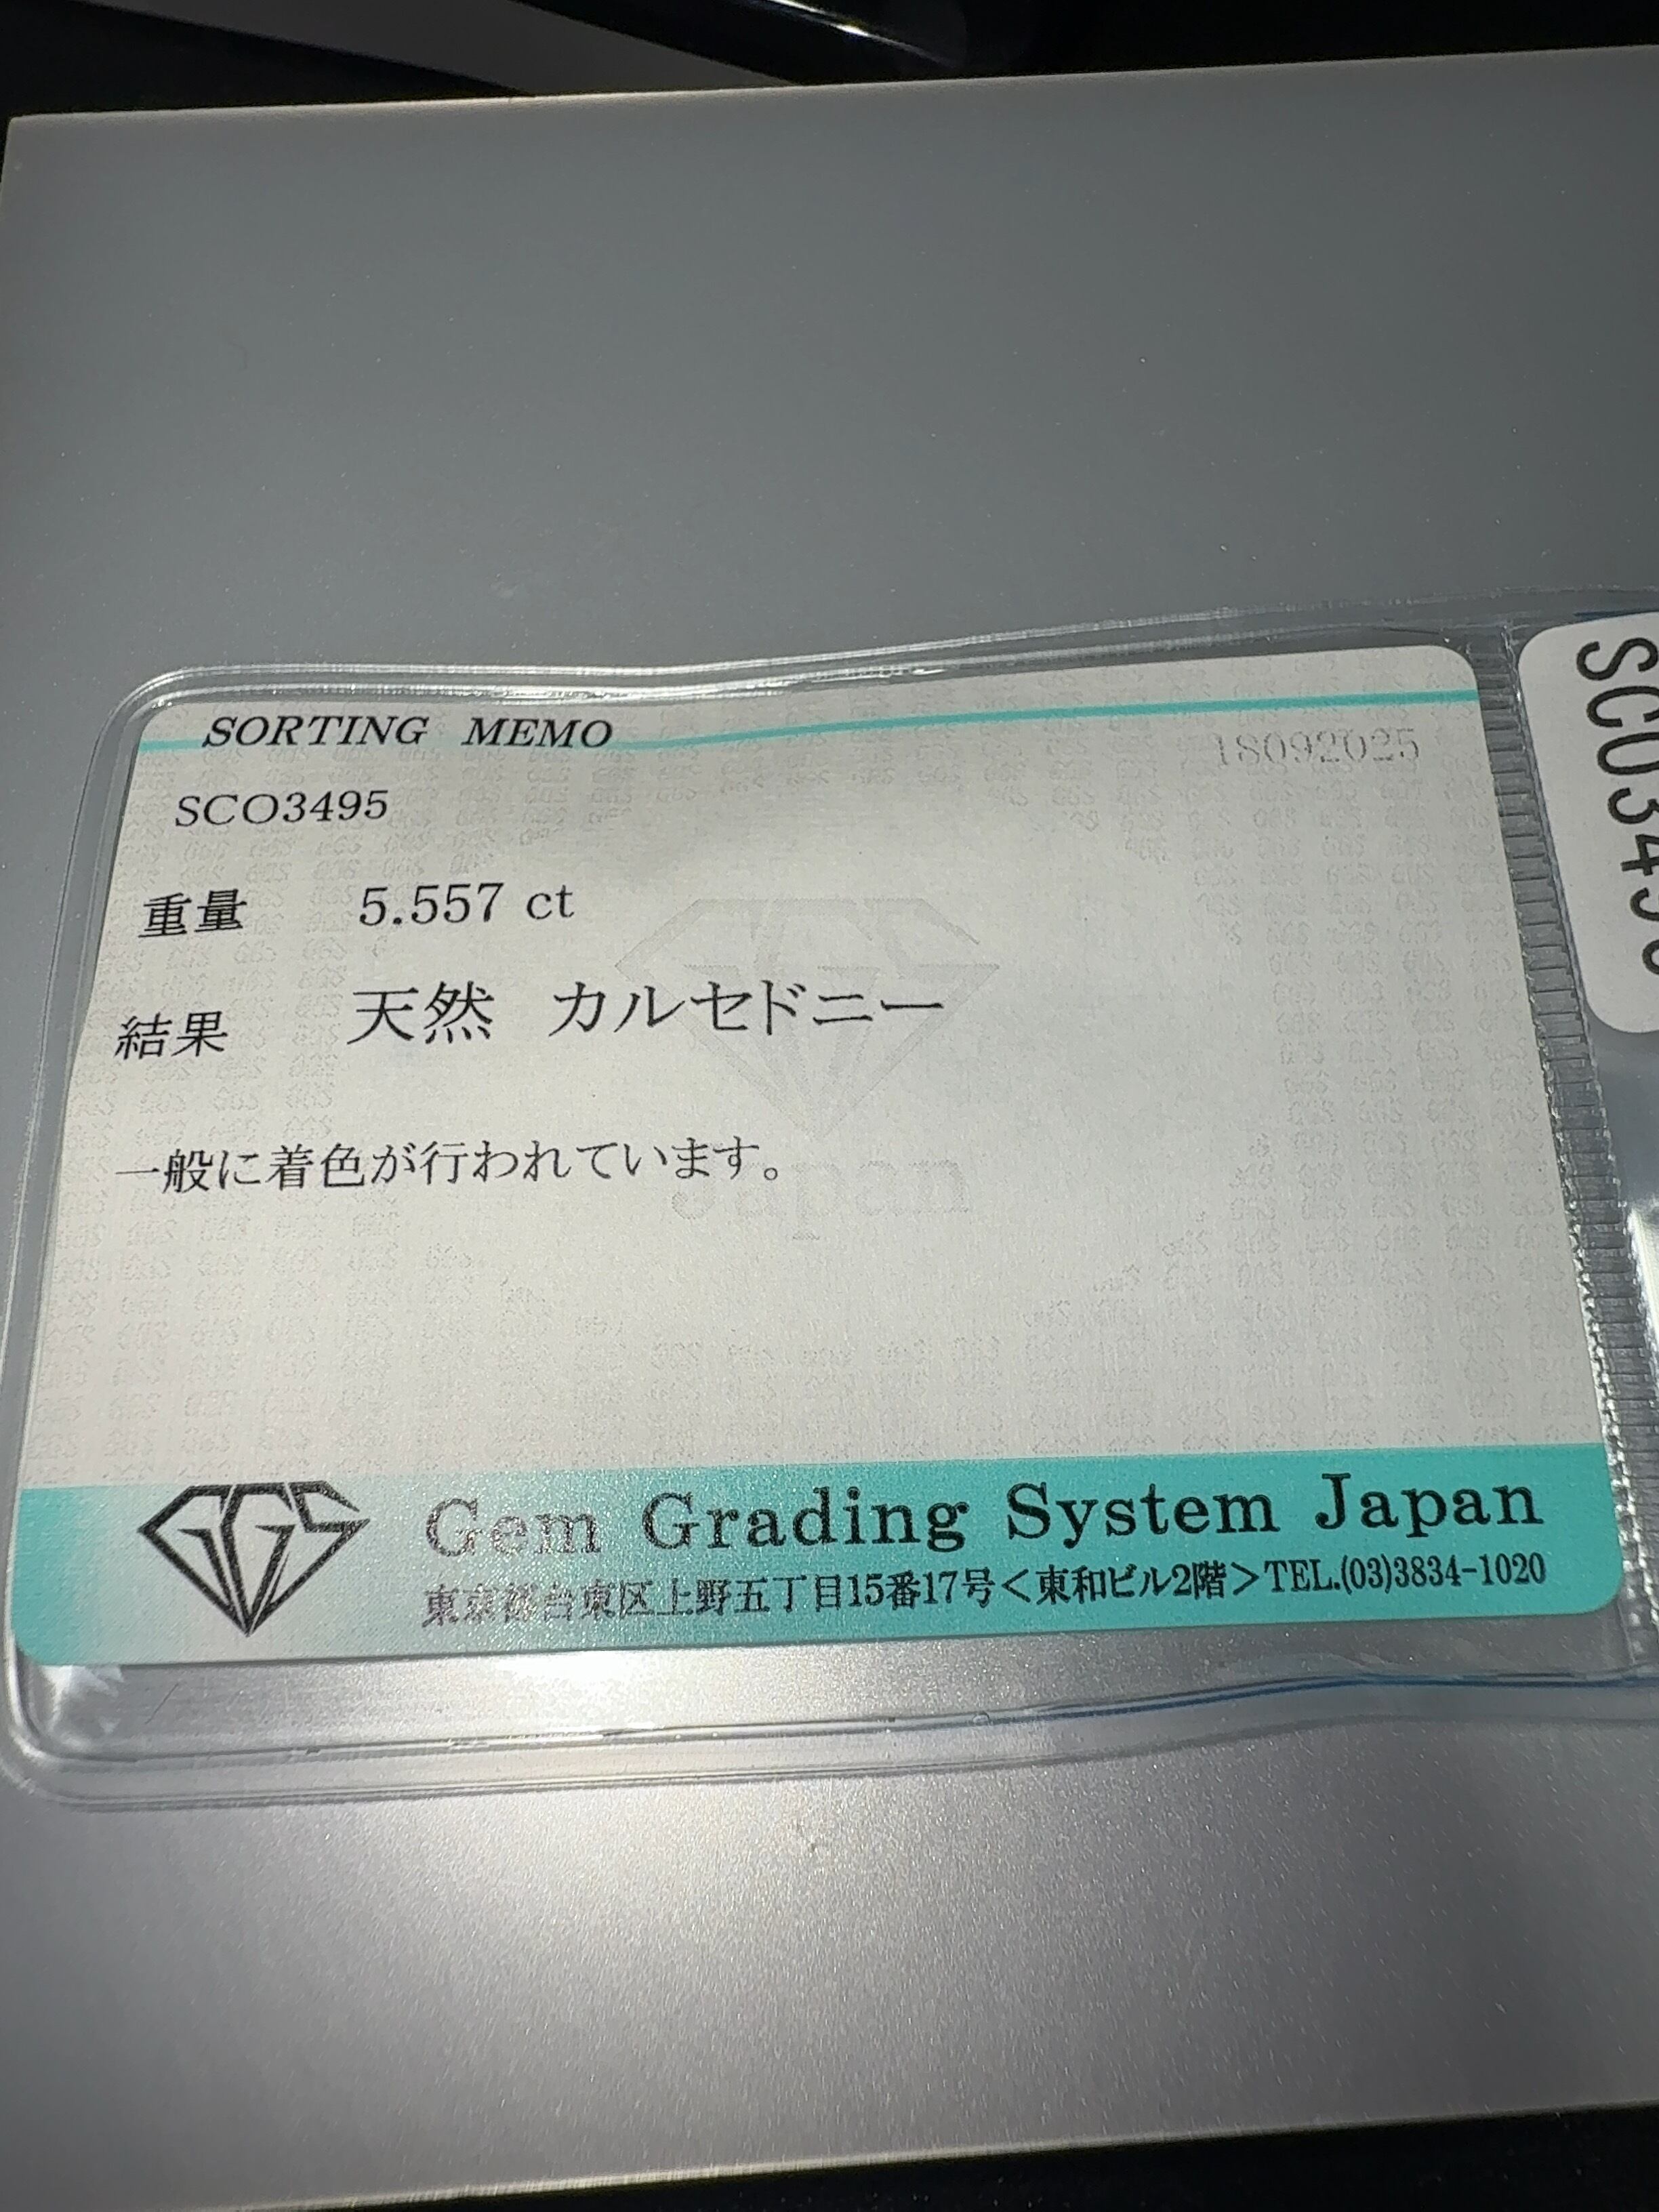 SORTING MEMO
18092025
SCO3495
重量 5.557 ct
結果 天然 カルセドニー
一般に着色が行われています。
GGS
Japan
Gem Grading System Japan
東京都台東区上野五丁目15番17号<東和ビル2階>TEL.(03)3834-1020